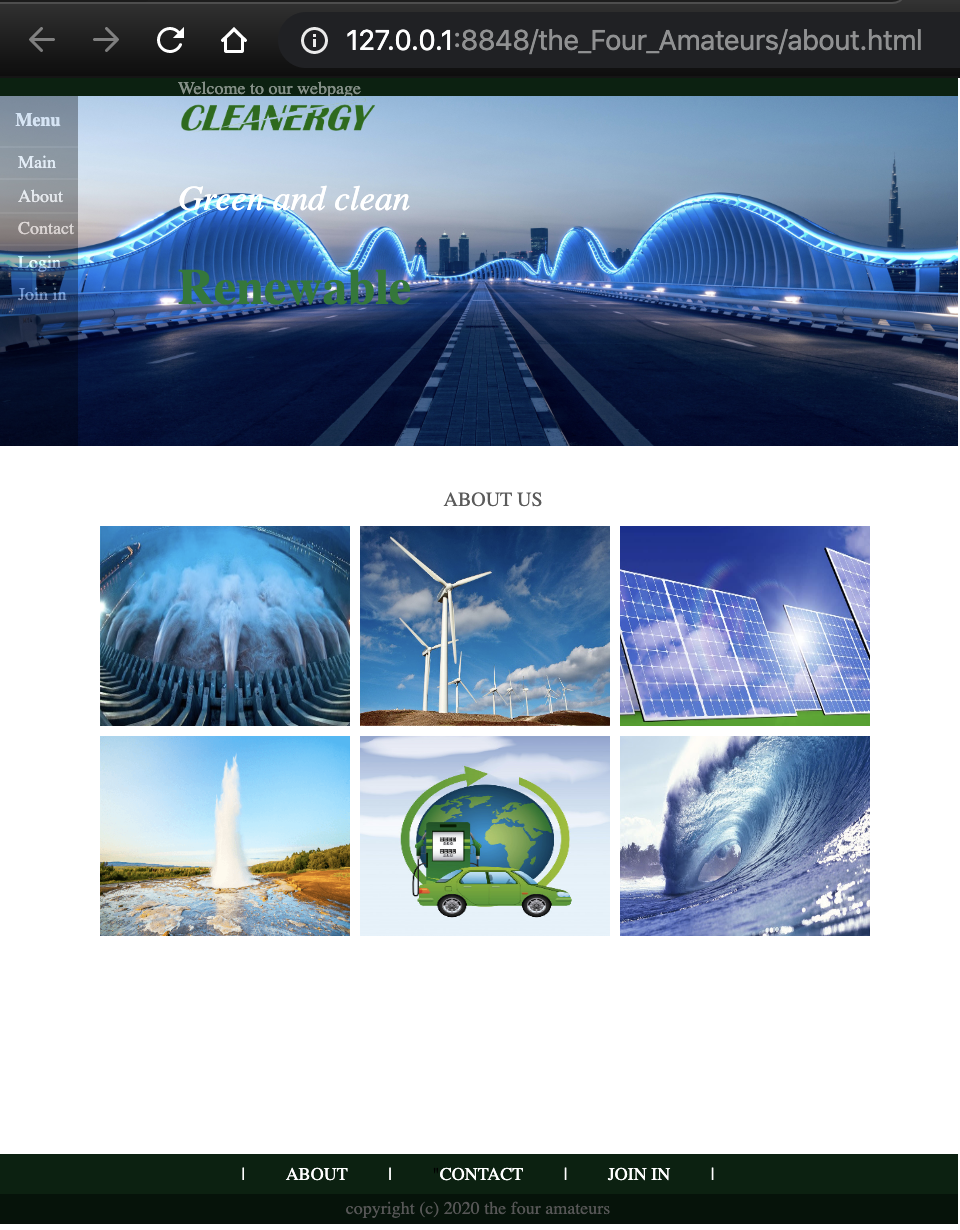 127.0.0.1:8848/the_Four_Amateurs/about.html
Welcome to our webpage
CLEANERGY
Menu
Main
About
Contact
Login
Join in
Green and clean
Renewable
ABOUT US
| ABOUT | CONTACT | JOIN IN |
copyright (c) 2020 the four amateurs